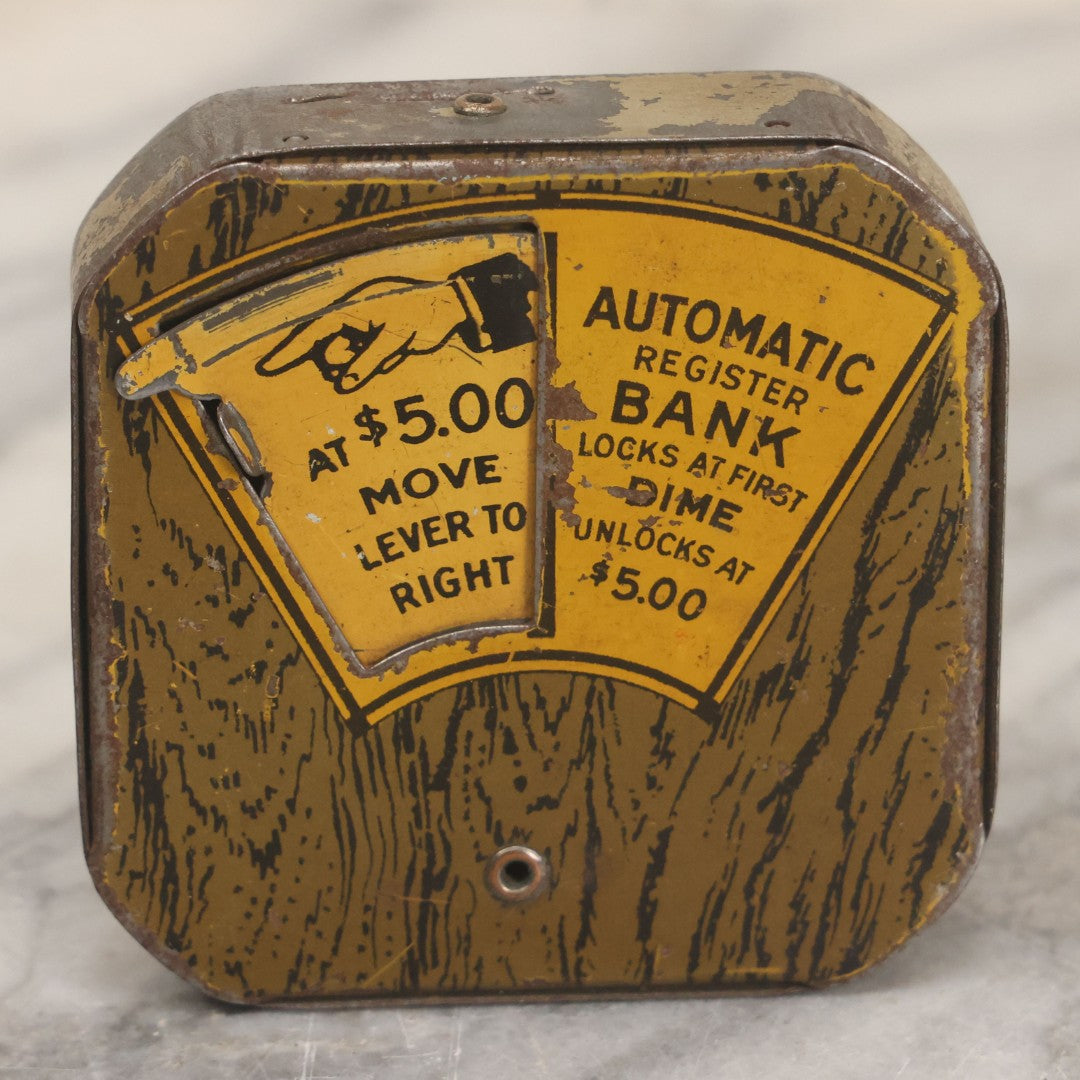 AT $5.00
MOVE
LEVER TO
RIGHT
AUTOMATIC
REGISTER
BANK
LOCKS AT FIRST
DIME
UNLOCKS AT
$5.00